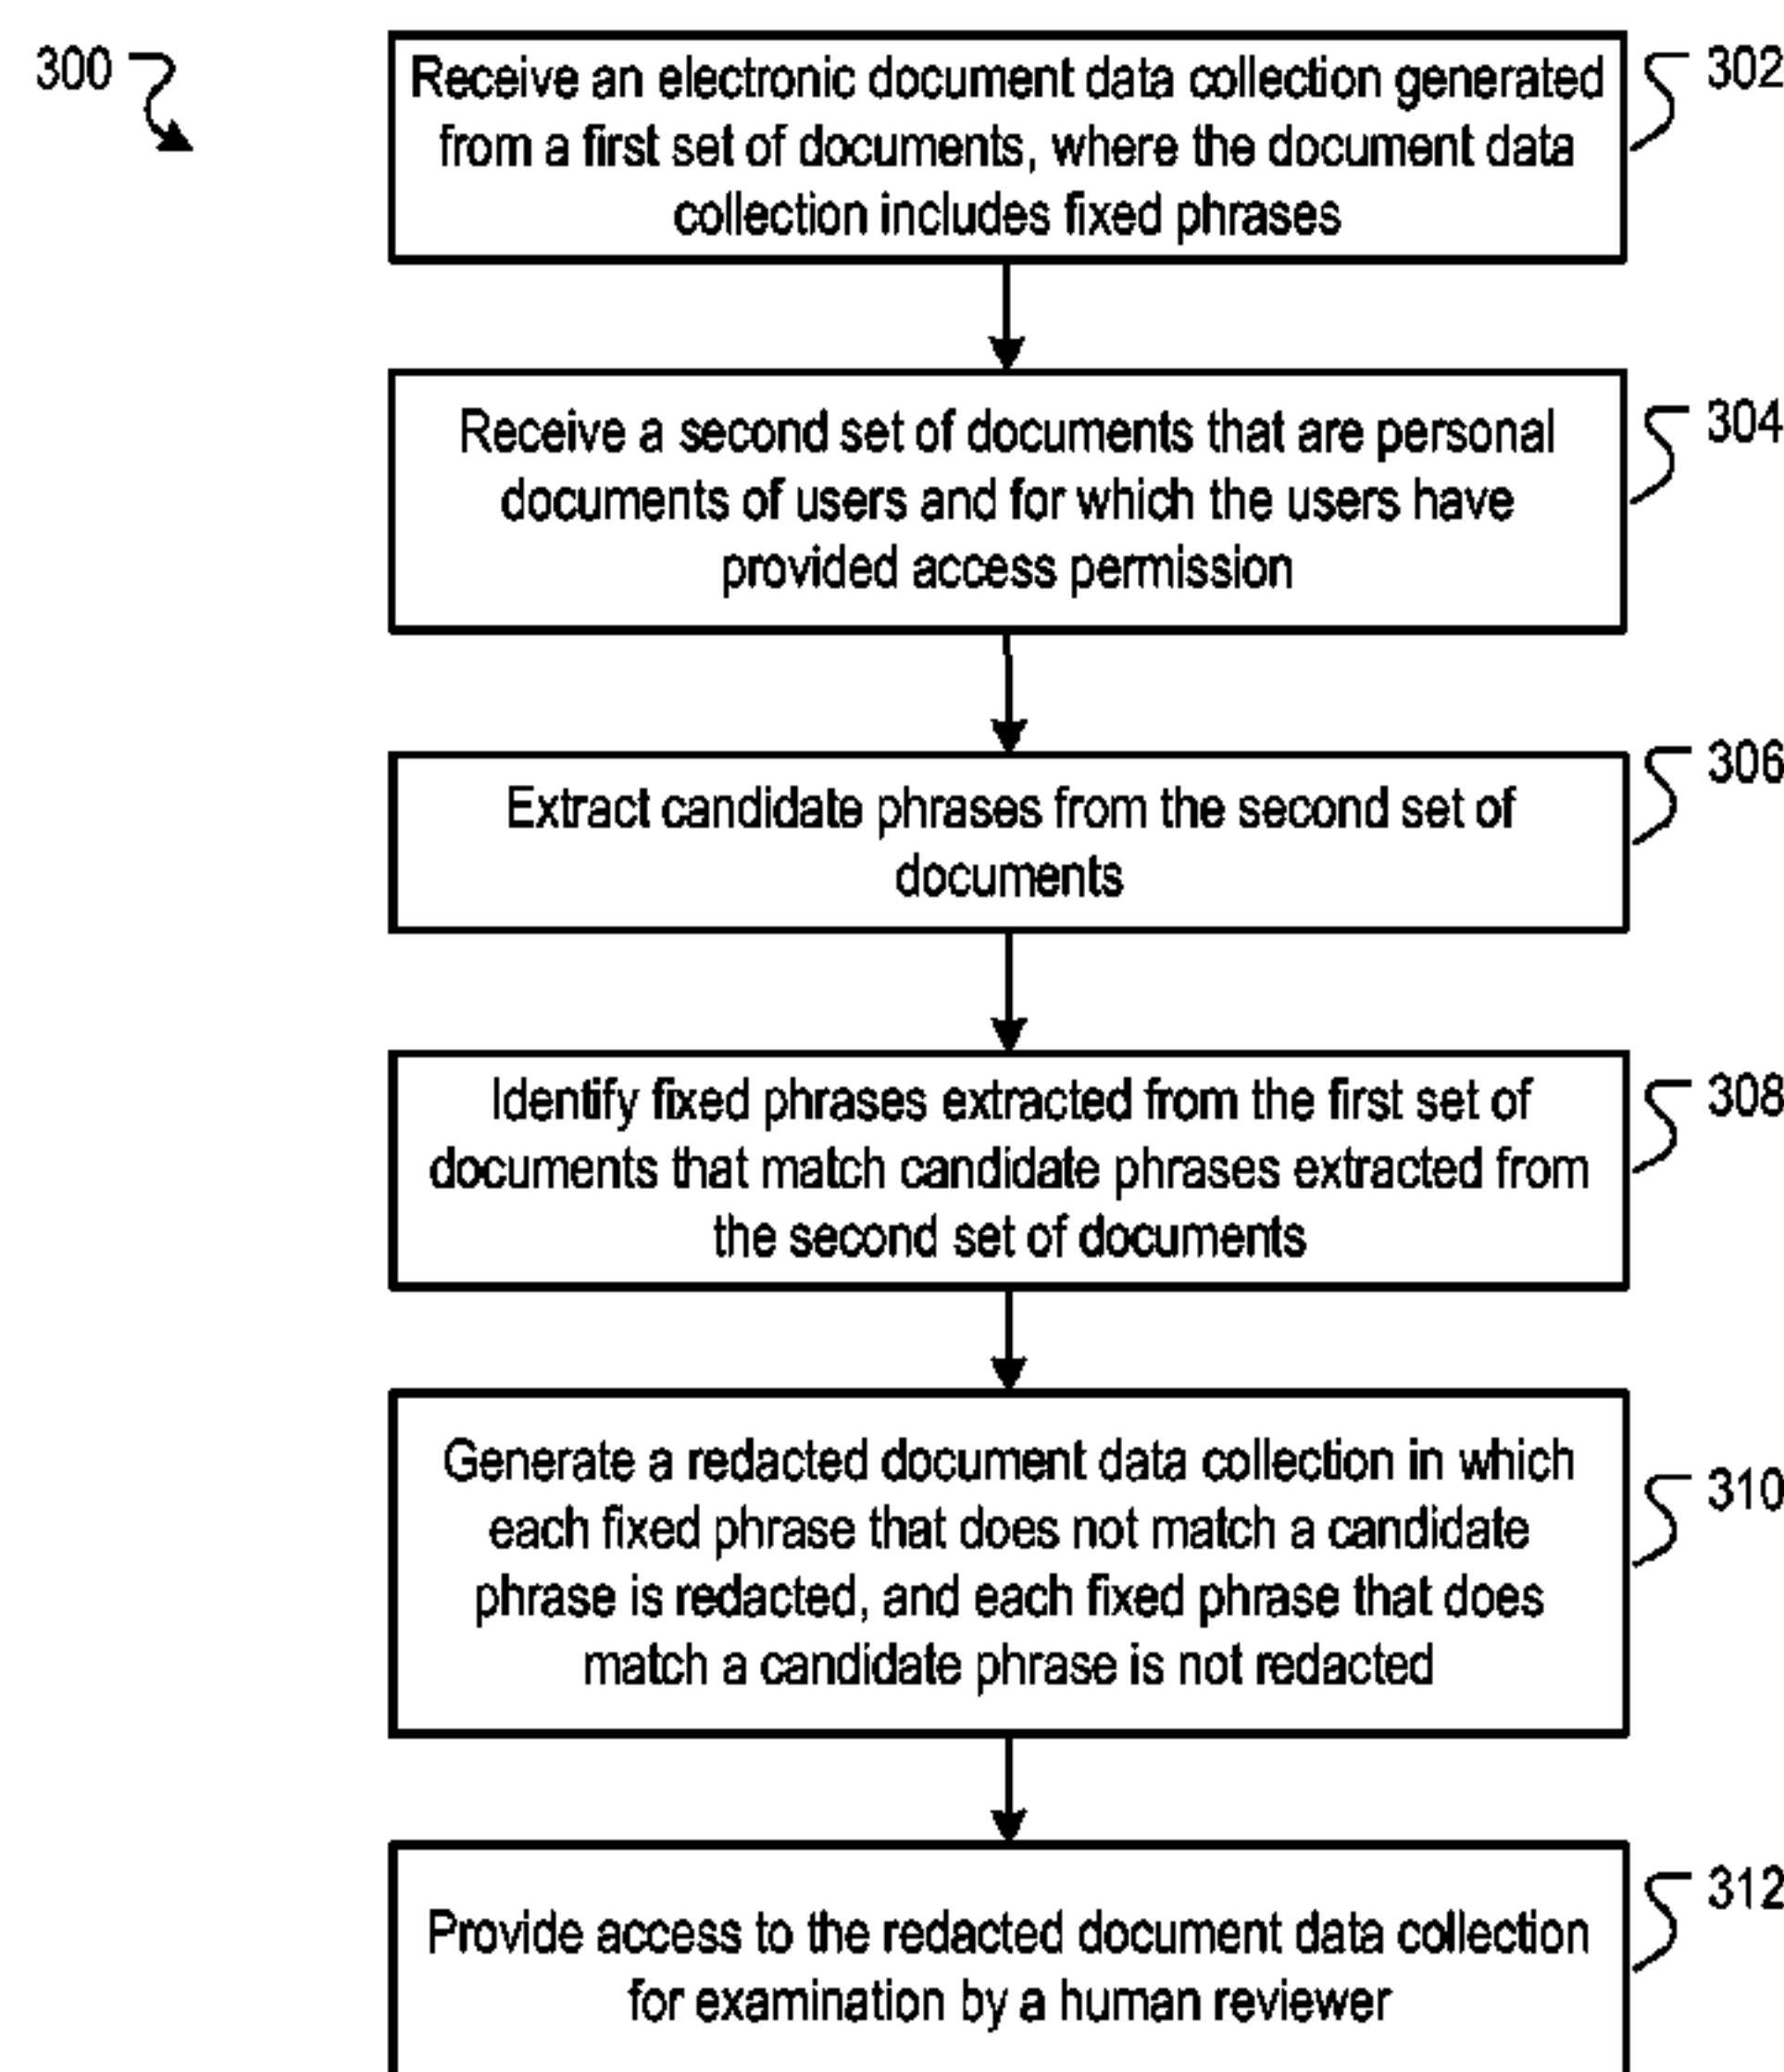 300
Receive an electronic document data collection generated
from a first set of documents, where the document data
collection includes fixed phrases
302
Receive a second set of documents that are personal
documents of users and for which the users have
provided access permission
304
Extract candidate phrases from the second set of
documents
306
Identify fixed phrases extracted from the first set of
documents that match candidate phrases extracted from
the second set of documents
308
Generate a redacted document data collection in which
each fixed phrase that does not match a candidate
phrase is redacted, and each fixed phrase that does
match a candidate phrase is not redacted
310
Provide access to the redacted document data collection
for examination by a human reviewer
312